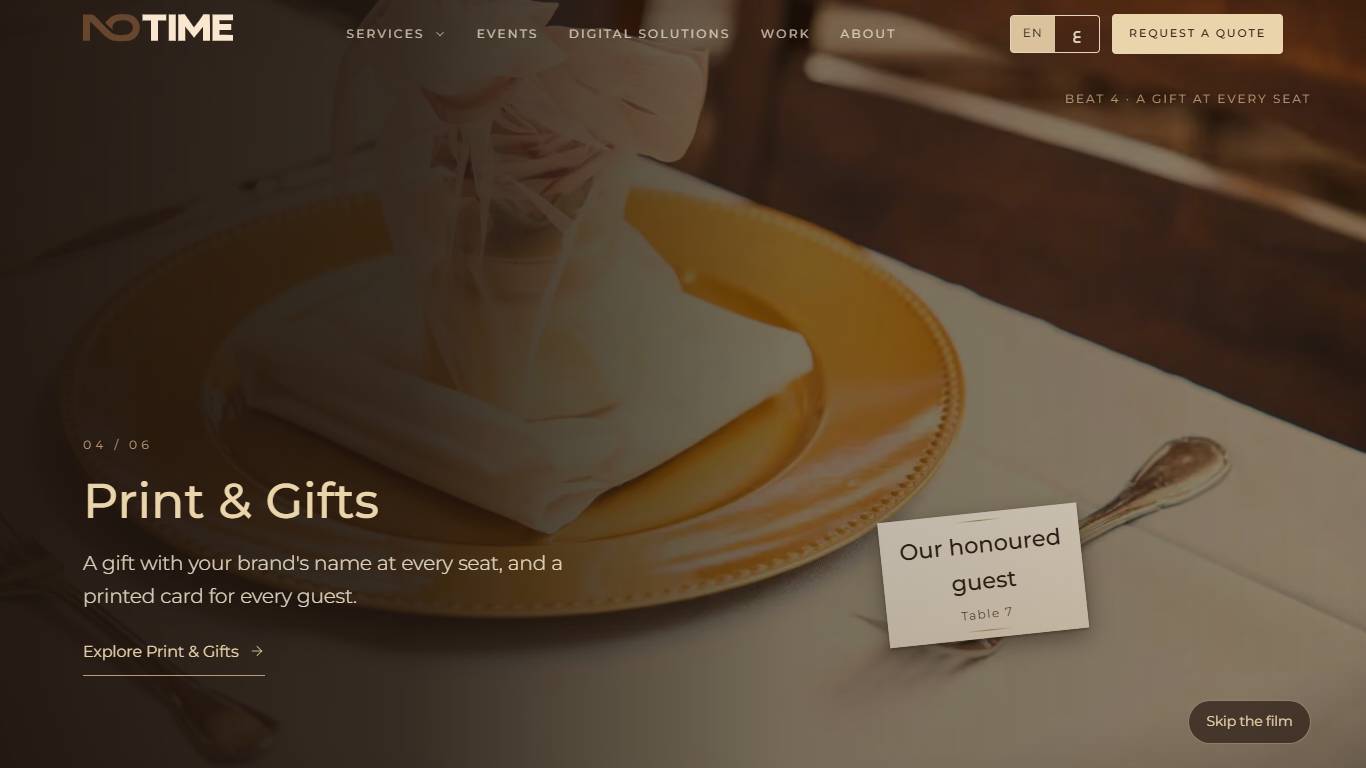 NOTIME
SERVICES
EVENTS
DIGITAL SOLUTIONS
WORK
ABOUT
EN
ع
REQUEST A QUOTE
BEAT 4 · A GIFT AT EVERY SEAT
04 / 06
Print & Gifts
A gift with your brand's name at every seat, and a
printed card for every guest.
Explore Print & Gifts →
Our honoured
guest
Table 7
Skip the film